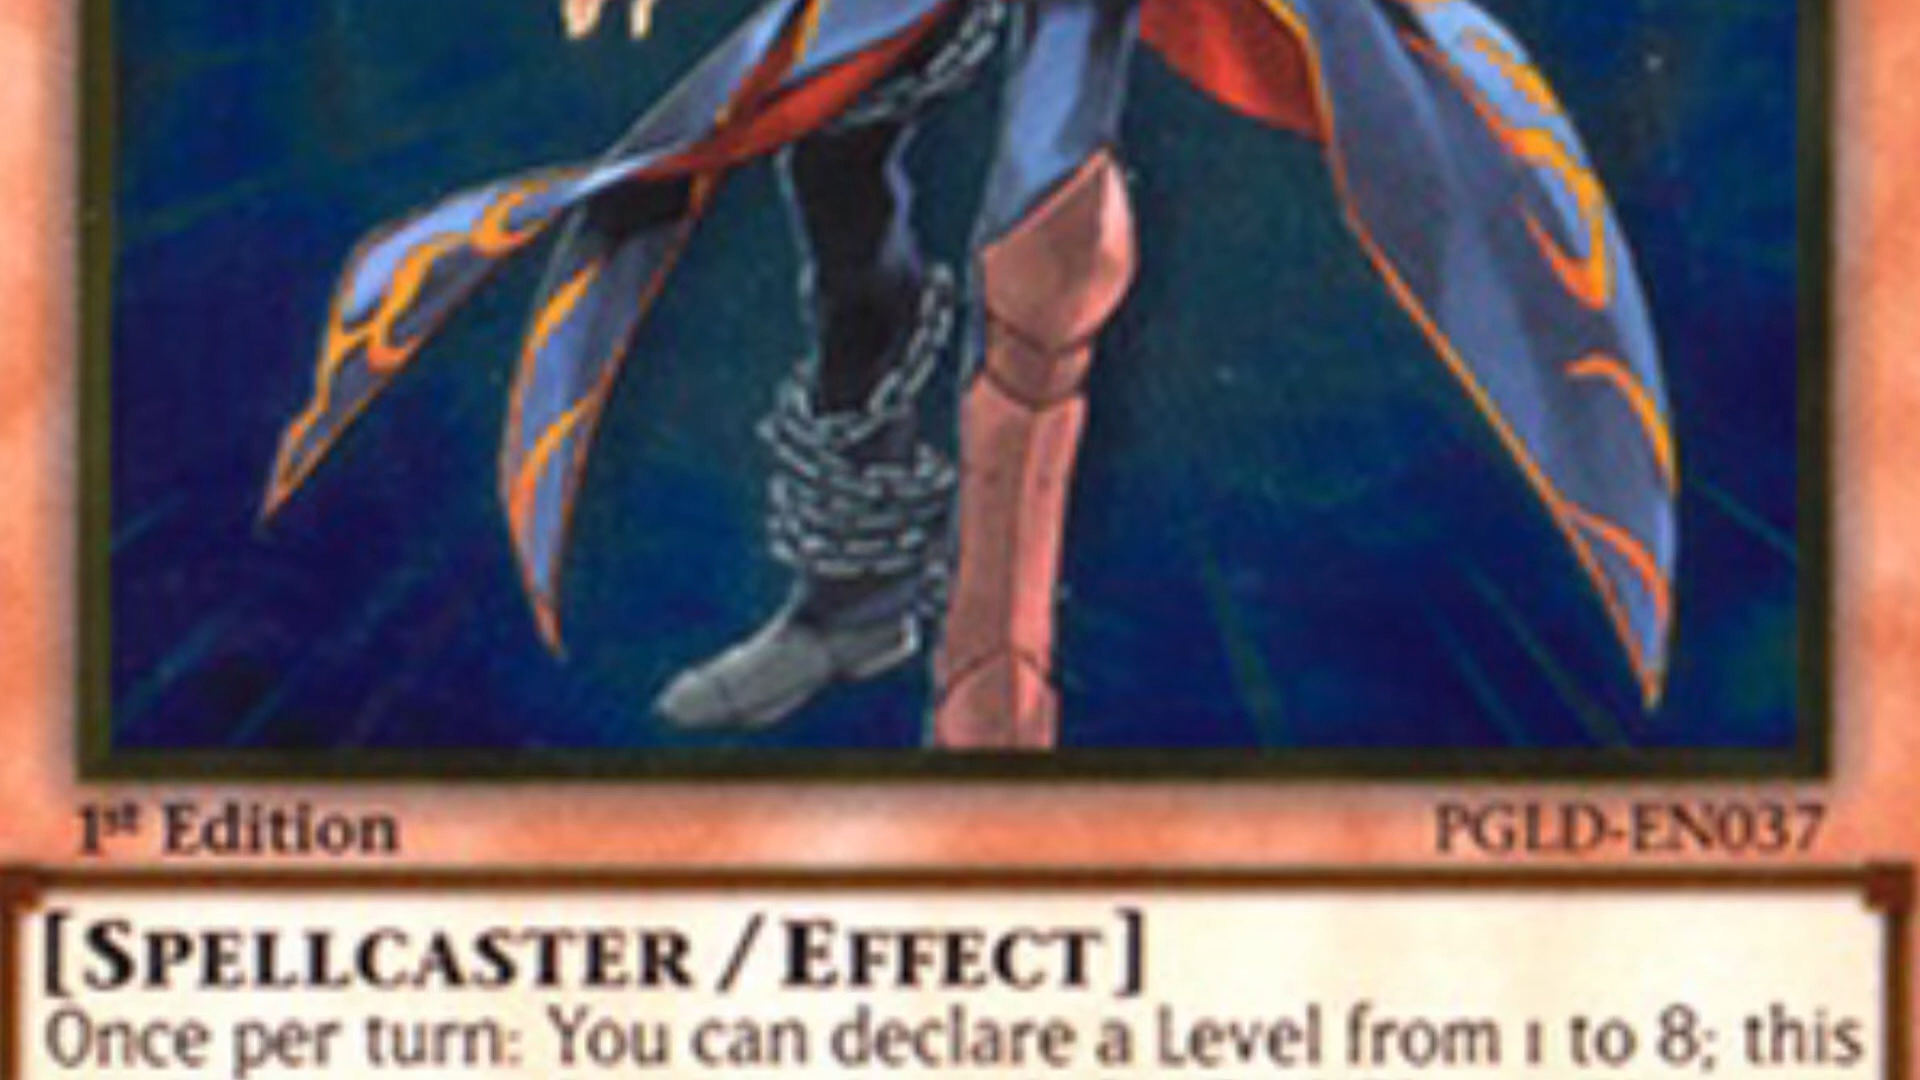 1st Edition PGLD-EN037
[SPELLCASTER / EFFECT]
Once per turn: You can declare a Level from 1 to 8; this